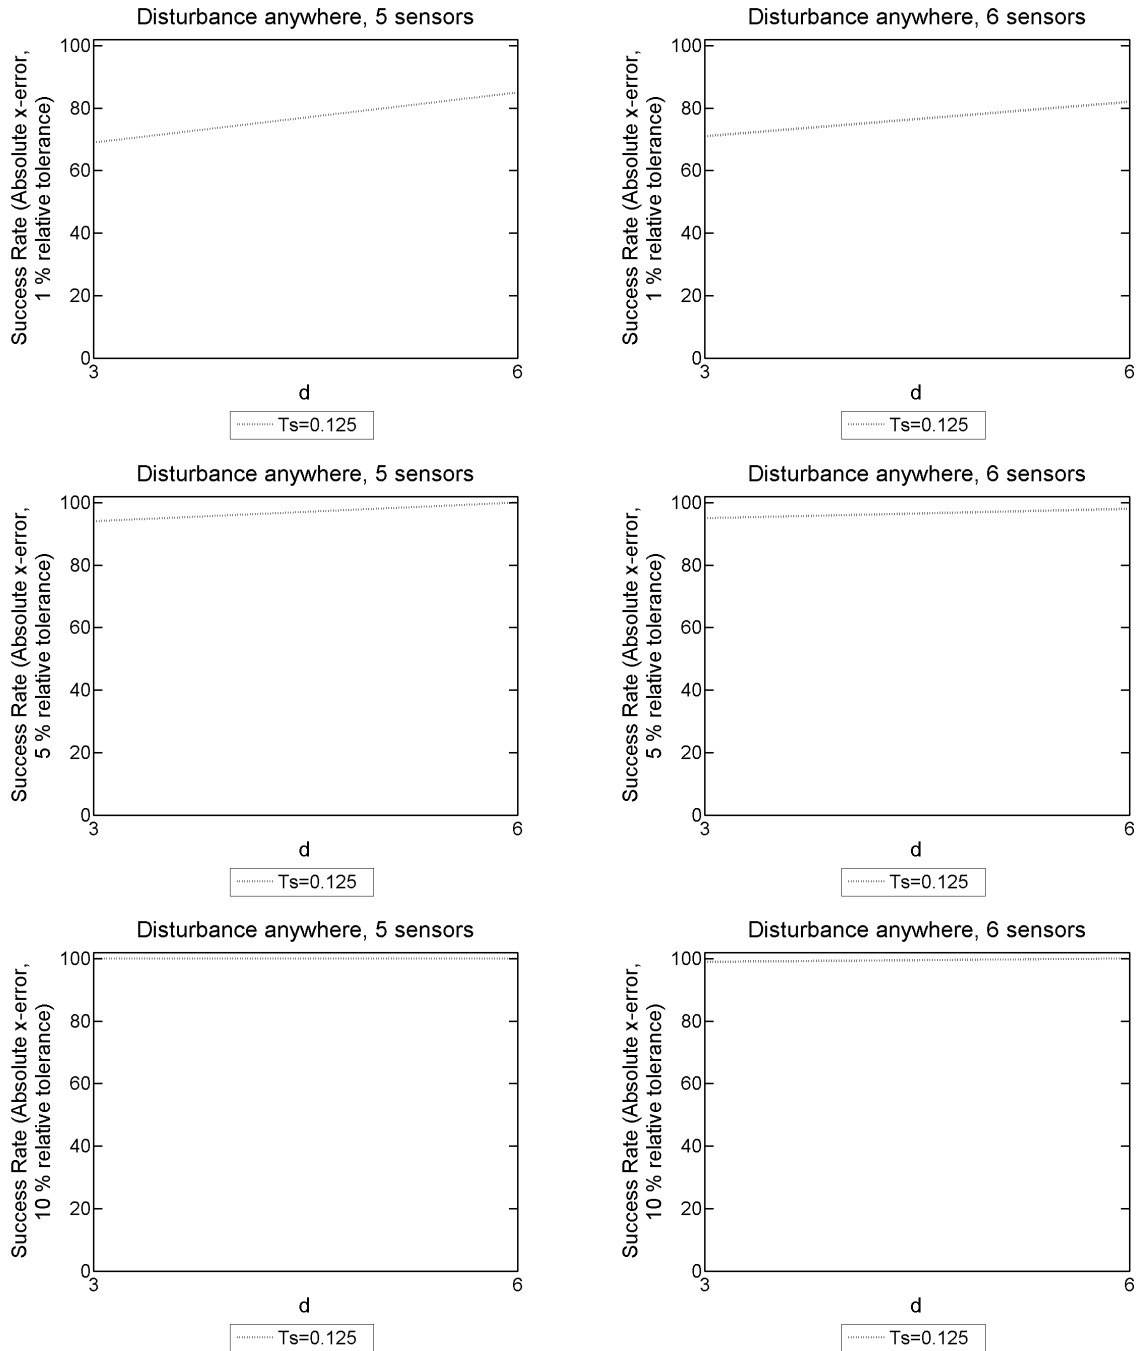 Disturbance anywhere, 5 sensors
Success Rate (Absolute x-error,
1 % relative tolerance)
100
80
60
40
20
0
3
6
d
Ts=0.125
Disturbance anywhere, 6 sensors
Success Rate (Absolute x-error,
1 % relative tolerance)
100
80
60
40
20
0
3
6
d
Ts=0.125
Disturbance anywhere, 5 sensors
Success Rate (Absolute x-error,
5 % relative tolerance)
100
80
60
40
20
0
3
6
d
Ts=0.125
Disturbance anywhere, 6 sensors
Success Rate (Absolute x-error,
5 % relative tolerance)
100
80
60
40
20
0
3
6
d
Ts=0.125
Disturbance anywhere, 5 sensors
Success Rate (Absolute x-error,
10 % relative tolerance)
100
80
60
40
20
0
3
6
d
Ts=0.125
Disturbance anywhere, 6 sensors
Success Rate (Absolute x-error,
10 % relative tolerance)
100
80
60
40
20
0
3
6
d
Ts=0.125